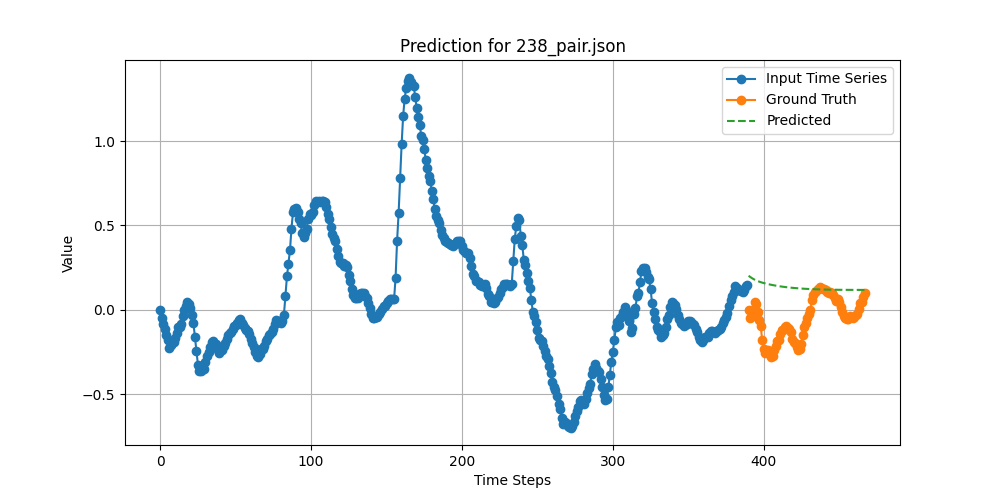 Prediction for 238_pair.json
Input Time Series
Ground Truth
Predicted
Value
1.0
0.5
0.0
−0.5
0
100
200
300
400
Time Steps